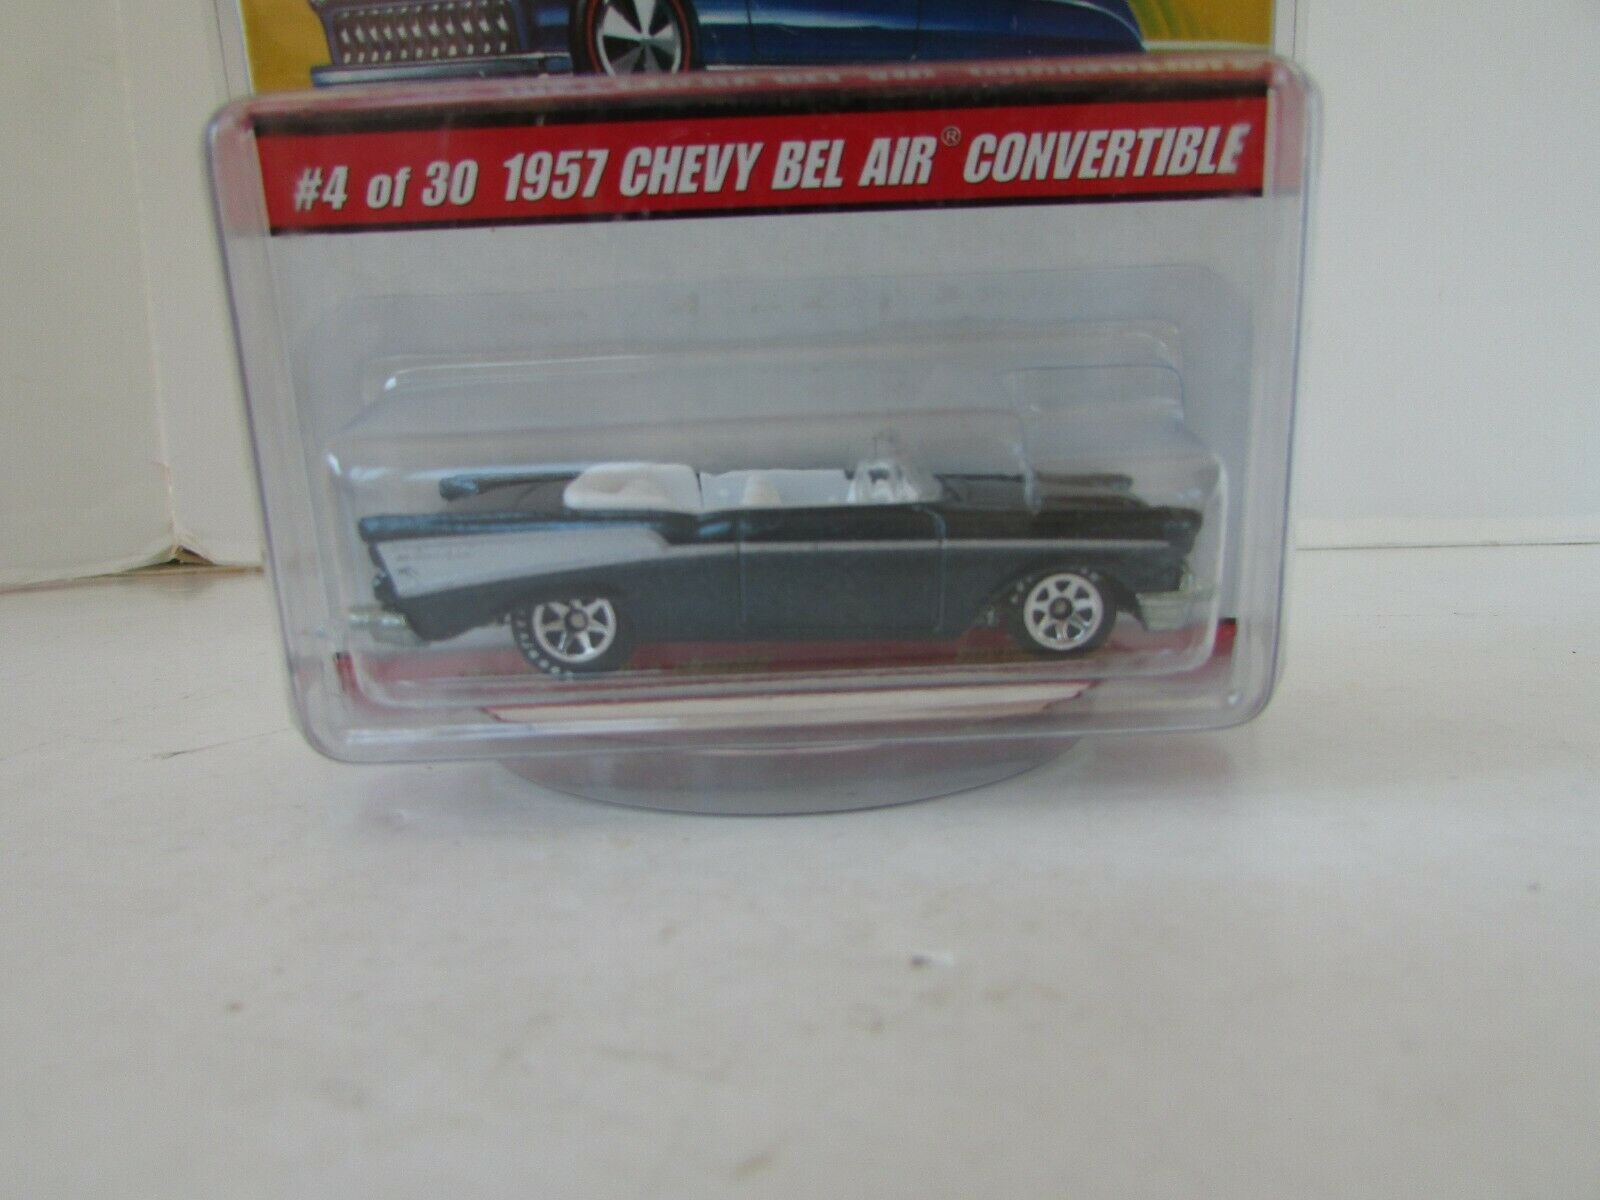 #4 of 30 1957 CHEVY BEL AIR® CONVERTIBLE